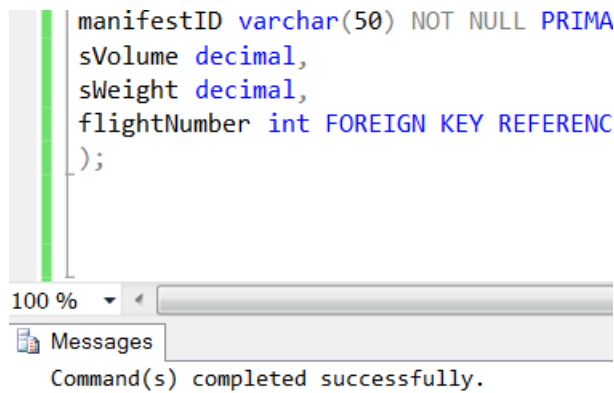 manifestID varchar(50) NOT NULL PRIMA
sVolume decimal,
sWeight decimal,
flightNumber int FOREIGN KEY REFERENC
);
100 %
Messages
Command(s) completed successfully.